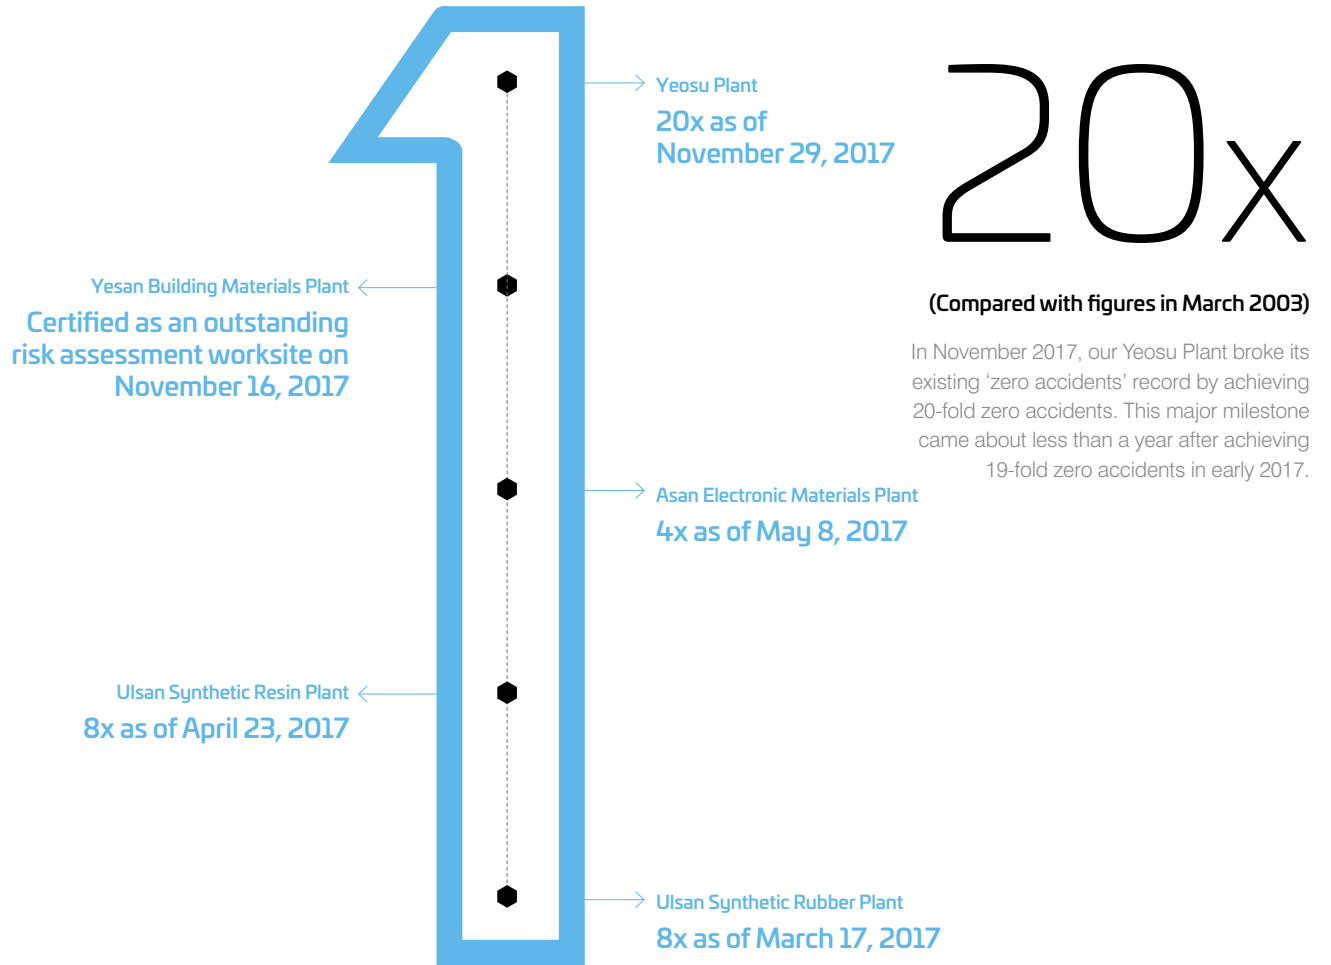 1
Yeosu Plant
20x as of
November 29, 2017
20x
(Compared with figures in March 2003)
In November 2017, our Yeosu Plant broke its
existing ‘zero accidents’ record by achieving
20-fold zero accidents. This major milestone
came about less than a year after achieving
19-fold zero accidents in early 2017.
Yesan Building Materials Plant
Certified as an outstanding
risk assessment worksite on
November 16, 2017
Asan Electronic Materials Plant
4x as of May 8, 2017
Ulsan Synthetic Resin Plant
8x as of April 23, 2017
Ulsan Synthetic Rubber Plant
8x as of March 17, 2017